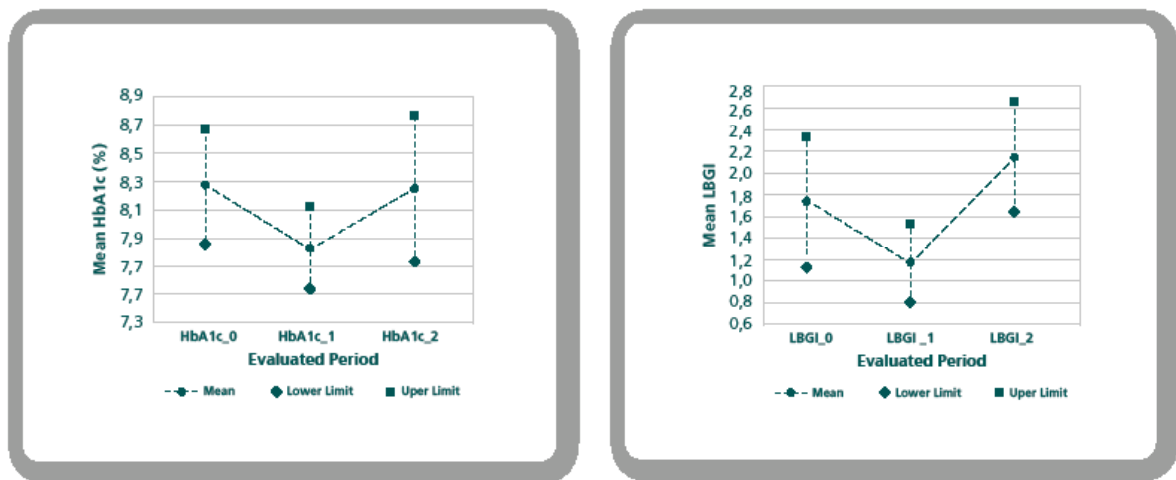 8,9
8,7
8,5
8,3
8,1
7,9
7,7
7,7
7,3
Mean HbA1c (%)
HbA1c_0 HbA1c_1 HbA1c_2
Evaluated Period
Mean Lower Limit Uper Limit
2,8
2,6
2,4
2,2
2,0
1,8
1,6
1,4
1,2
1,0
0,8
0,6
Mean LBGI
LBGI_0 LBGI _1 LBGI_2
Evaluated Period
Mean Lower Limit Uper Limit